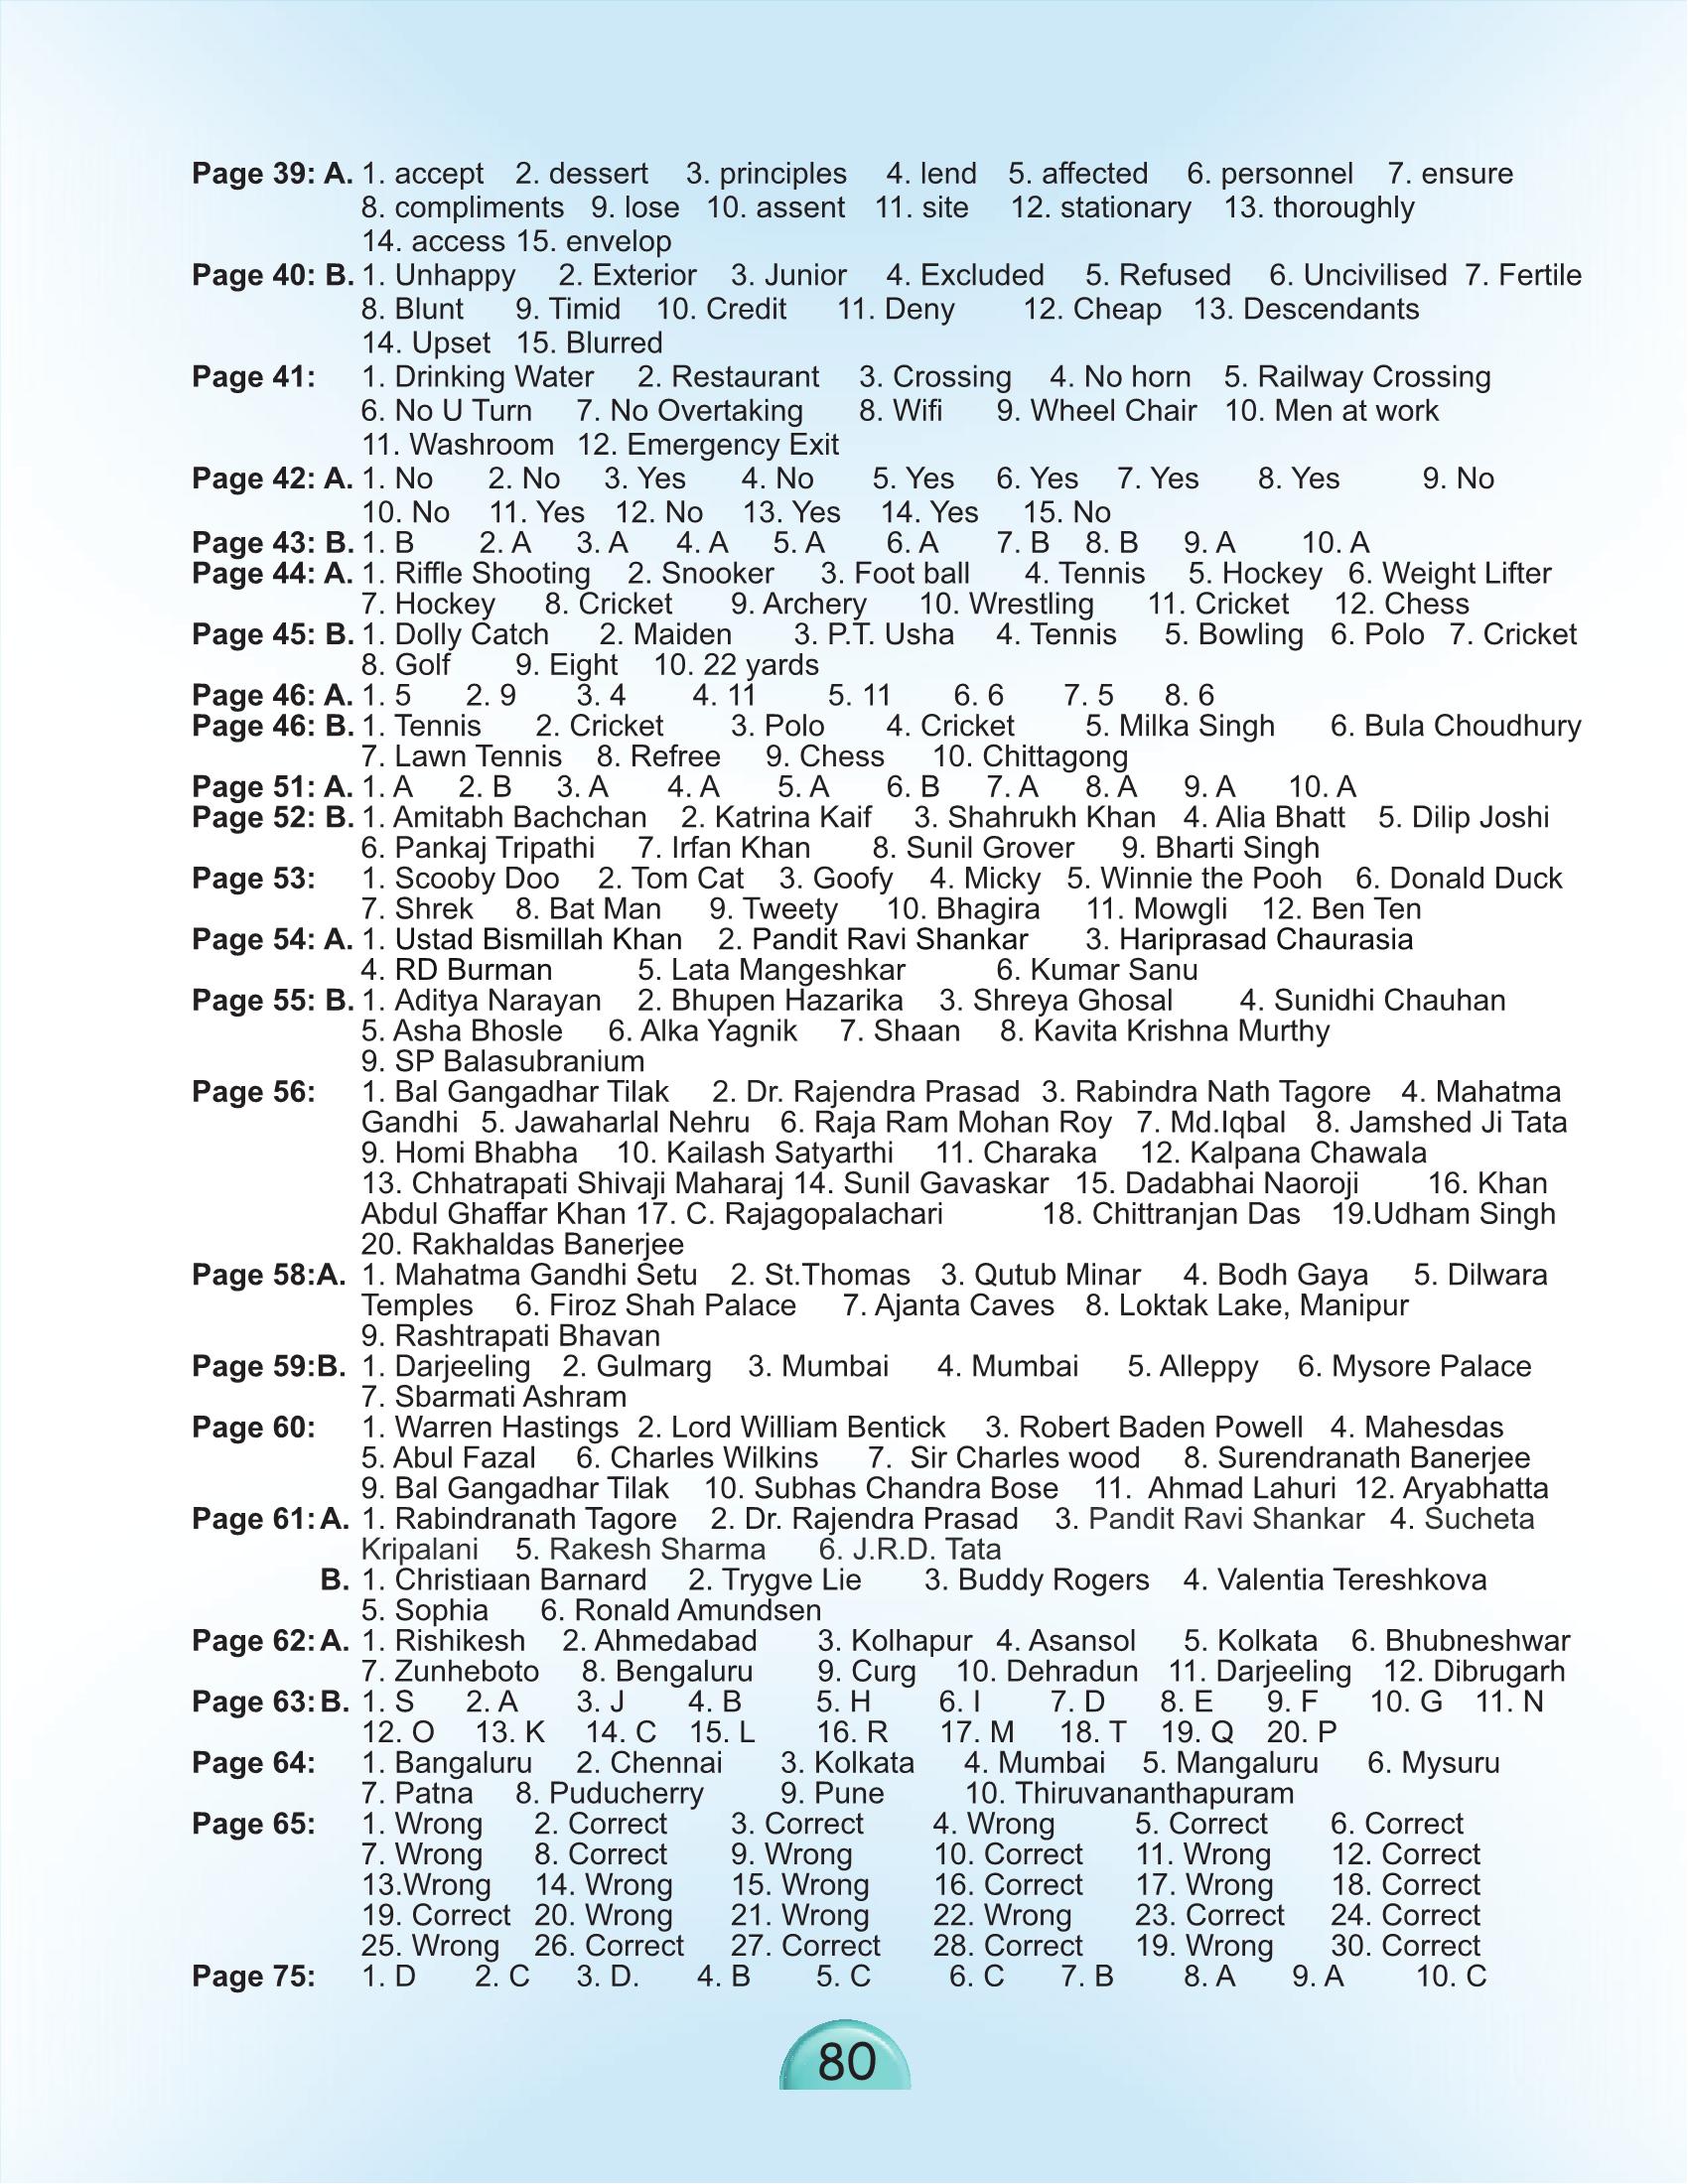 Page 39: A. 1. accept 2. dessert 3. principles 4. lend 5. affected 6. personnel 7. ensure
8. compliments 9. lose 10. assent 11. site 12. stationary 13. thoroughly
14. access 15. envelop
Page 40: B. 1. Unhappy 2. Exterior 3. Junior 4. Excluded 5. Refused 6. Uncivilised 7. Fertile
8. Blunt 9. Timid 10. Credit 11. Deny 12. Cheap 13. Descendants
14. Upset 15. Blurred
Page 41: 1. Drinking Water 2. Restaurant 3. Crossing 4. No horn 5. Railway Crossing
6. No U Turn 7. No Overtaking 8. Wifi 9. Wheel Chair 10. Men at work
11. Washroom 12. Emergency Exit
Page 42: A. 1. No 2. No 3. Yes 4. No 5. Yes 6. Yes 7. Yes 8. Yes 9. No
10. No 11. Yes 12. No 13. Yes 14. Yes 15. No
Page 43: B. 1. B 2. A 3. A 4. A 5. A 6. A 7. B 8. B 9. A 10. A
Page 44: A. 1. Riffle Shooting 2. Snooker 3. Foot ball 4. Tennis 5. Hockey 6. Weight Lifter
7. Hockey 8. Cricket 9. Archery 10. Wrestling 11. Cricket 12. Chess
Page 45: B. 1. Dolly Catch 2. Maiden 3. P.T. Usha 4. Tennis 5. Bowling 6. Polo 7. Cricket
8. Golf 9. Eight 10. 22 yards
Page 46: A. 1. 5 2. 9 3. 4 4. 11 5. 11 6. 6 7. 5 8. 6
Page 46: B. 1. Tennis 2. Cricket 3. Polo 4. Cricket 5. Milka Singh 6. Bula Choudhury
7. Lawn Tennis 8. Refree 9. Chess 10. Chittagong
Page 51: A. 1. A 2. B 3. A 4. A 5. A 6. B 7. A 8. A 9. A 10. A
Page 52: B. 1. Amitabh Bachchan 2. Katrina Kaif 3. Shahrukh Khan 4. Alia Bhatt 5. Dilip Joshi
6. Pankaj Tripathi 7. Irfan Khan 8. Sunil Grover 9. Bharti Singh
Page 53: 1. Scooby Doo 2. Tom Cat 3. Goofy 4. Micky 5. Winnie the Pooh 6. Donald Duck
7. Shrek 8. Bat Man 9. Tweety 10. Bhagira 11. Mowgli 12. Ben Ten
Page 54: A. 1. Ustad Bismillah Khan 2. Pandit Ravi Shankar 3. Hariprasad Chaurasia
4. RD Burman 5. Lata Mangeshkar 6. Kumar Sanu
Page 55: B. 1. Aditya Narayan 2. Bhupen Hazarika 3. Shreya Ghosal 4. Sunidhi Chauhan
5. Asha Bhosle 6. Alka Yagnik 7. Shaan 8. Kavita Krishna Murthy
9. SP Balasubranium
Page 56: 1. Bal Gangadhar Tilak 2. Dr. Rajendra Prasad 3. Rabindra Nath Tagore 4. Mahatma
Gandhi 5. Jawaharlal Nehru 6. Raja Ram Mohan Roy 7. Md.Iqbal 8. Jamshed Ji Tata
9. Homi Bhabha 10. Kailash Satyarthi 11. Charaka 12. Kalpana Chawala
13. Chhatrapati Shivaji Maharaj 14. Sunil Gavaskar 15. Dadabhai Naoroji 16. Khan
Abdul Ghaffar Khan 17. C. Rajagopalachari 18. Chittranjan Das 19.Udham Singh
20. Rakhaldas Banerjee
Page 58:A. 1. Mahatma Gandhi Setu 2. St.Thomas 3. Qutub Minar 4. Bodh Gaya 5. Dilwara
Temples 6. Firoz Shah Palace 7. Ajanta Caves 8. Loktak Lake, Manipur
9. Rashtrapati Bhavan
Page 59:B. 1. Darjeeling 2. Gulmarg 3. Mumbai 4. Mumbai 5. Alleppy 6. Mysore Palace
7. Sbarmati Ashram
Page 60: 1. Warren Hastings 2. Lord William Bentick 3. Robert Baden Powell 4. Mahesdas
5. Abul Fazal 6. Charles Wilkins 7. Sir Charles wood 8. Surendranath Banerjee
9. Bal Gangadhar Tilak 10. Subhas Chandra Bose 11. Ahmad Lahuri 12. Aryabhatta
Page 61: A. 1. Rabindranath Tagore 2. Dr. Rajendra Prasad 3. Pandit Ravi Shankar 4. Sucheta
Kripalani 5. Rakesh Sharma 6. J.R.D. Tata
B. 1. Christiaan Barnard 2. Trygve Lie 3. Buddy Rogers 4. Valentia Tereshkova
5. Sophia 6. Ronald Amundsen
Page 62: A. 1. Rishikesh 2. Ahmedabad 3. Kolhapur 4. Asansol 5. Kolkata 6. Bhubneshwar
7. Zunheboto 8. Bengaluru 9. Curg 10. Dehradun 11. Darjeeling 12. Dibrugarh
Page 63: B. 1. S 2. A 3. J 4. B 5. H 6. I 7. D 8. E 9. F 10. G 11. N
12. O 13. K 14. C 15. L 16. R 17. M 18. T 19. Q 20. P
Page 64: 1. Bangaluru 2. Chennai 3. Kolkata 4. Mumbai 5. Mangaluru 6. Mysuru
7. Patna 8. Puducherry 9. Pune 10. Thiruvananthapuram
Page 65: 1. Wrong 2. Correct 3. Correct 4. Wrong 5. Correct 6. Correct
7. Wrong 8. Correct 9. Wrong 10. Correct 11. Wrong 12. Correct
13.Wrong 14. Wrong 15. Wrong 16. Correct 17. Wrong 18. Correct
19. Correct 20. Wrong 21. Wrong 22. Wrong 23. Correct 24. Correct
25. Wrong 26. Correct 27. Correct 28. Correct 19. Wrong 30. Correct
Page 75: 1. D 2. C 3. D. 4. B 5. C 6. C 7. B 8. A 9. A 10. C
80